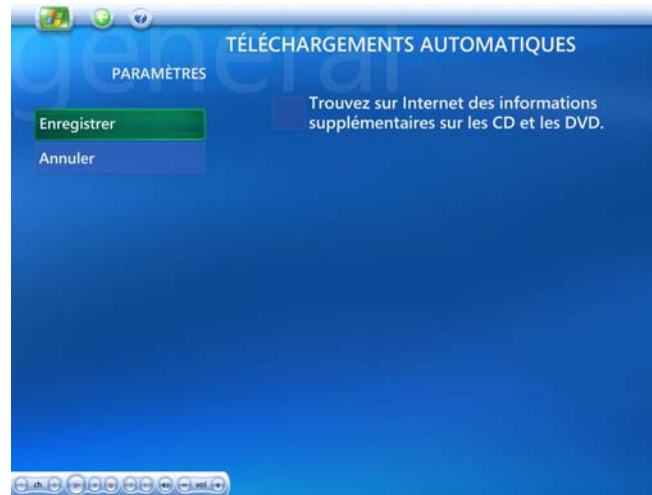 general
TÉLÉCHARGEMENTS AUTOMATIQUES
PARAMÈTRES
Trouvez sur Internet des informations
supplémentaires sur les CD et les DVD.
Enregistrer
Annuler
ch
vol